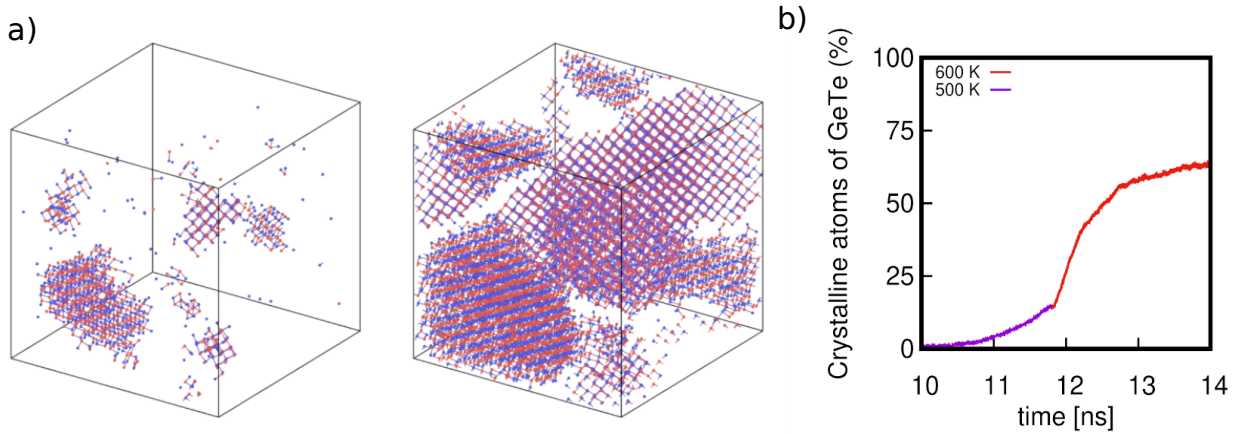 a)
b)
Crystalline atoms of GeTe (%)
100
75
50
25
0
600 K
500 K
10 11 12 13 14
time [ns]